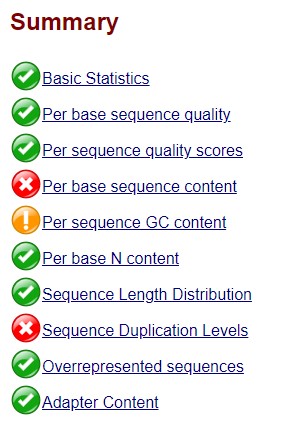 Summary
Basic Statistics
Per base sequence quality
Per sequence quality scores
Per base sequence content
Per sequence GC content
Per base N content
Sequence Length Distribution
Sequence Duplication Levels
Overrepresented sequences
Adapter Content